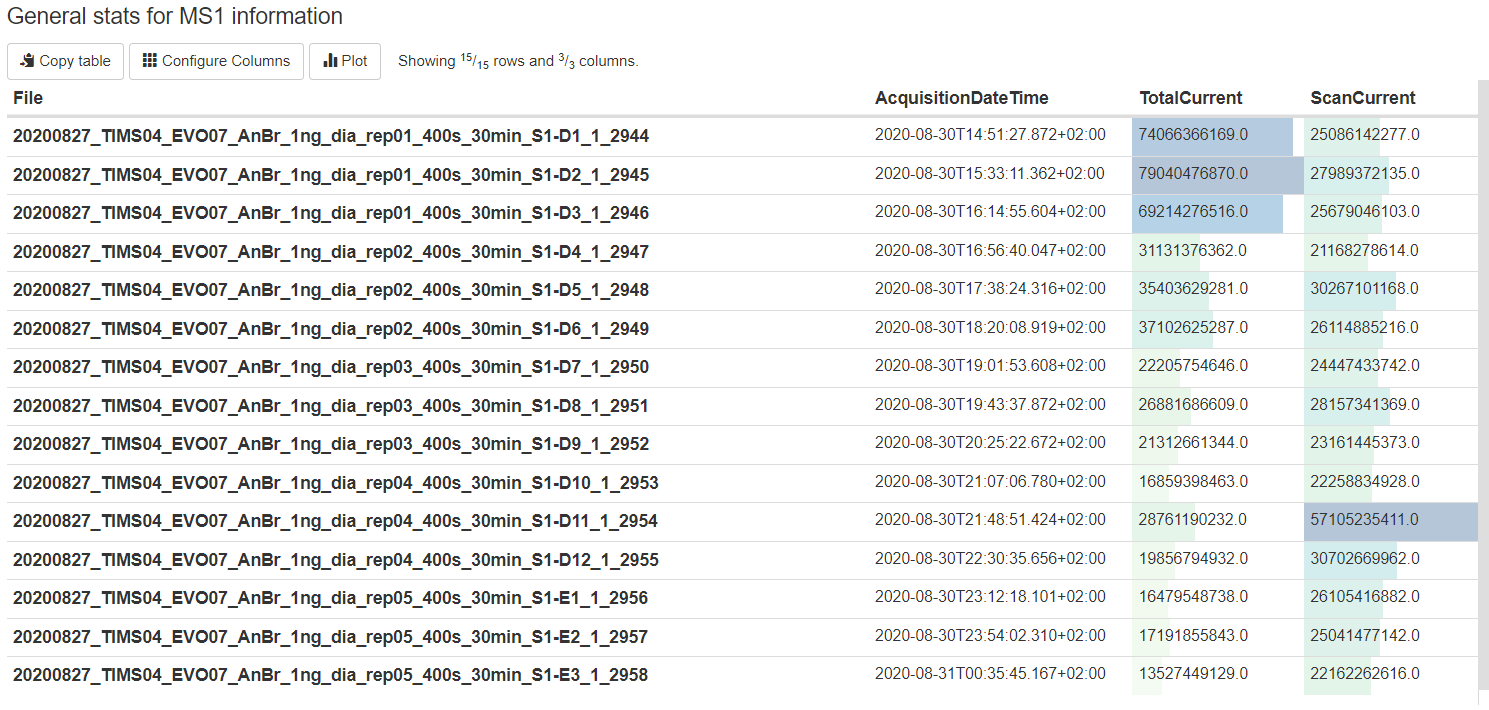 General stats for MS1 information
Copy table Configure Columns Plot Showing 15/15 rows and 3/3 columns.
File AcquisitionDateTime TotalCurrent ScanCurrent
20200827_TIMS04_EVO07_AnBr_1ng_dia_rep01_400s_30min_S1-D1_1_2944 2020-08-30T14:51:27.872+02:00 74066366169.0 25086142277.0
20200827_TIMS04_EVO07_AnBr_1ng_dia_rep01_400s_30min_S1-D2_1_2945 2020-08-30T15:33:11.362+02:00 79040476870.0 27989372135.0
20200827_TIMS04_EVO07_AnBr_1ng_dia_rep01_400s_30min_S1-D3_1_2946 2020-08-30T16:14:55.604+02:00 69214276516.0 25679046103.0
20200827_TIMS04_EVO07_AnBr_1ng_dia_rep02_400s_30min_S1-D4_1_2947 2020-08-30T16:56:40.047+02:00 31131376362.0 21168278614.0
20200827_TIMS04_EVO07_AnBr_1ng_dia_rep02_400s_30min_S1-D5_1_2948 2020-08-30T17:38:24.316+02:00 35403629281.0 30267101168.0
20200827_TIMS04_EVO07_AnBr_1ng_dia_rep02_400s_30min_S1-D6_1_2949 2020-08-30T18:20:08.919+02:00 37102625287.0 26114885216.0
20200827_TIMS04_EVO07_AnBr_1ng_dia_rep03_400s_30min_S1-D7_1_2950 2020-08-30T19:01:53.608+02:00 22205754646.0 24447433742.0
20200827_TIMS04_EVO07_AnBr_1ng_dia_rep03_400s_30min_S1-D8_1_2951 2020-08-30T19:43:37.872+02:00 26881686609.0 28157341369.0
20200827_TIMS04_EVO07_AnBr_1ng_dia_rep03_400s_30min_S1-D9_1_2952 2020-08-30T20:25:22.672+02:00 21312661344.0 23161445373.0
20200827_TIMS04_EVO07_AnBr_1ng_dia_rep04_400s_30min_S1-D10_1_2953 2020-08-30T21:07:06.780+02:00 16859398463.0 22258834928.0
20200827_TIMS04_EVO07_AnBr_1ng_dia_rep04_400s_30min_S1-D11_1_2954 2020-08-30T21:48:51.424+02:00 28761190232.0 57105235411.0
20200827_TIMS04_EVO07_AnBr_1ng_dia_rep04_400s_30min_S1-D12_1_2955 2020-08-30T22:30:35.656+02:00 19856794932.0 30702669962.0
20200827_TIMS04_EVO07_AnBr_1ng_dia_rep05_400s_30min_S1-E1_1_2956 2020-08-30T23:12:18.101+02:00 16479548738.0 26105416882.0
20200827_TIMS04_EVO07_AnBr_1ng_dia_rep05_400s_30min_S1-E2_1_2957 2020-08-30T23:54:02.310+02:00 17191855843.0 25041477142.0
20200827_TIMS04_EVO07_AnBr_1ng_dia_rep05_400s_30min_S1-E3_1_2958 2020-08-31T00:35:45.167+02:00 13527449129.0 22162262616.0